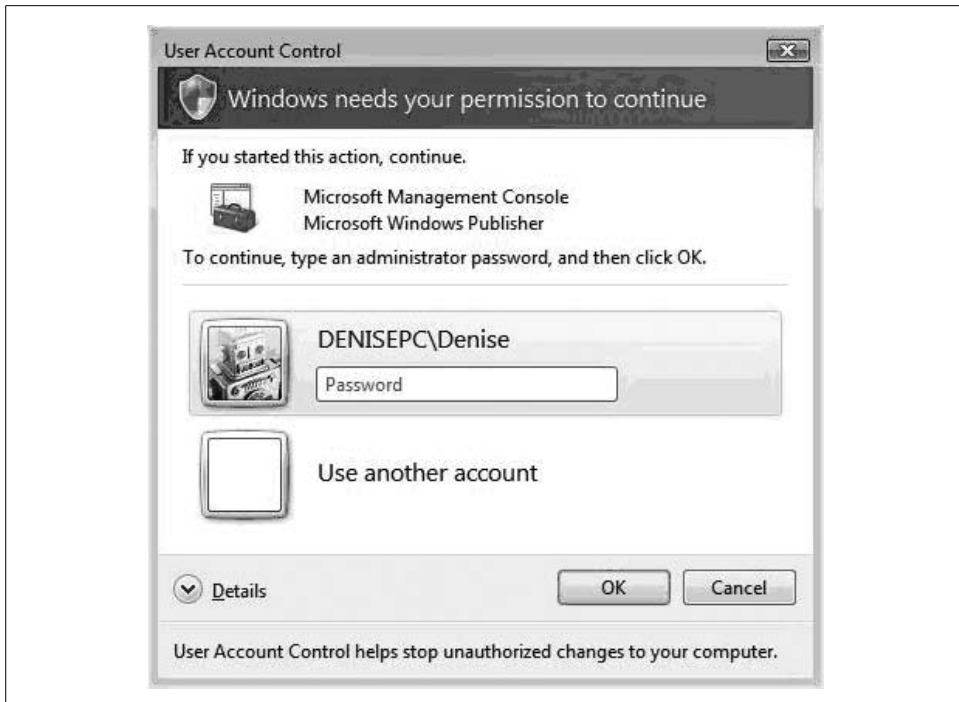 User Account Control
Windows needs your permission to continue
If you started this action, continue.
Microsoft Management Console
Microsoft Windows Publisher
To continue, type an administrator password, and then click OK.
DENISEPC\Denise
Password
Use another account
Details
OK
Cancel
User Account Control helps stop unauthorized changes to your computer.